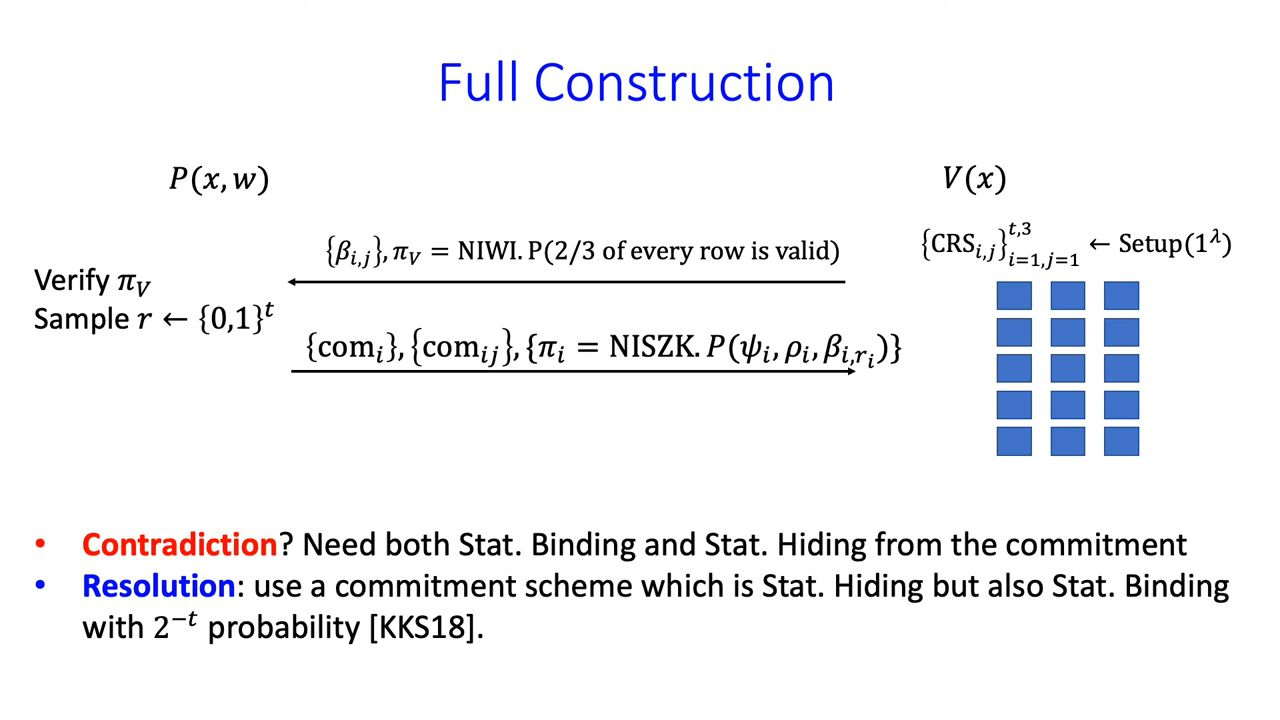 Full Construction
P(x, w)
V(x)
{β_{i,j}}, π_V = NIWI. P(2/3 of every row is valid)
{CRS_{i,j}}_{i=1,j=1}^{t,3} ← Setup(1^λ)
Verify π_V
Sample r ← {0,1}^t
{com_i}, {com_{ij}}, {π_i = NISZK. P(ψ_i, ρ_i, β_{i,r_i})}
• Contradiction? Need both Stat. Binding and Stat. Hiding from the commitment
• Resolution: use a commitment scheme which is Stat. Hiding but also Stat. Binding
with 2^{−t} probability [KKS18].